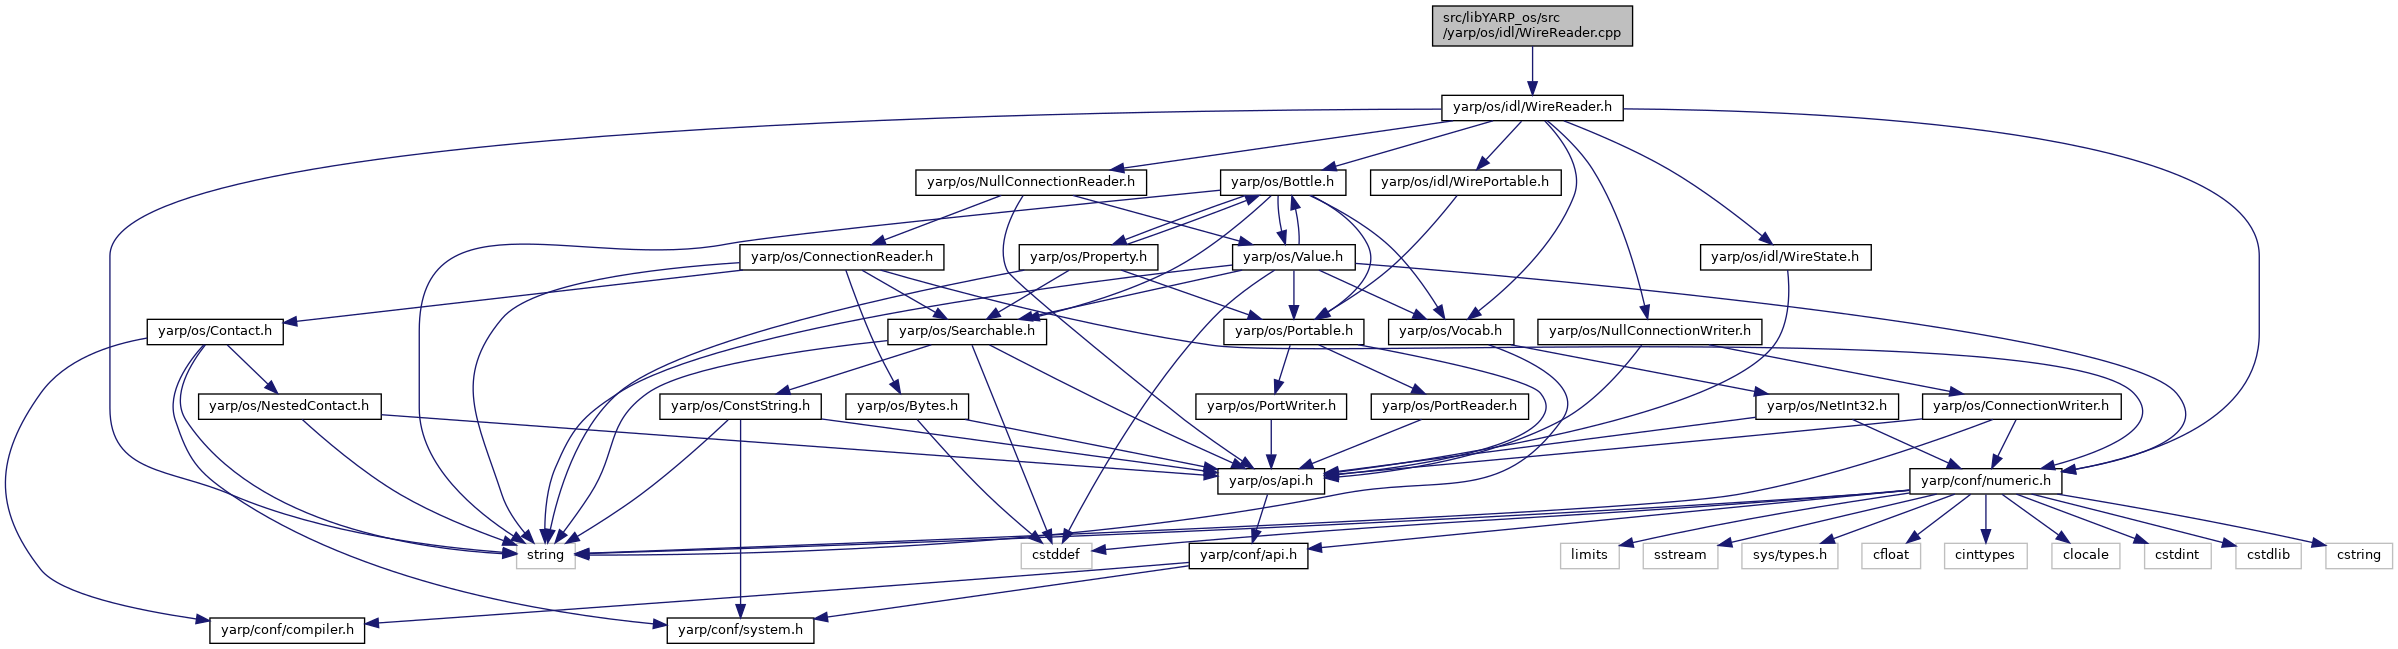 src/libYARP_os/src
/yarp/os/idl/WireReader.cpp
yarp/os/idl/WireReader.h
yarp/os/NullConnectionReader.h
yarp/os/Bottle.h
yarp/os/idl/WirePortable.h
yarp/os/ConnectionReader.h
yarp/os/Property.h
yarp/os/Value.h
yarp/os/idl/WireState.h
yarp/os/Contact.h
yarp/os/Searchable.h
yarp/os/Portable.h
yarp/os/Vocab.h
yarp/os/NullConnectionWriter.h
yarp/os/NestedContact.h
yarp/os/ConstString.h
yarp/os/Bytes.h
yarp/os/PortWriter.h
yarp/os/PortReader.h
yarp/os/NetInt32.h
yarp/os/ConnectionWriter.h
yarp/os/api.h
yarp/conf/numeric.h
string
cstddef
yarp/conf/api.h
limits
sstream
sys/types.h
cfloat
cinttypes
clocale
cstdint
cstdlib
cstring
yarp/conf/compiler.h
yarp/conf/system.h